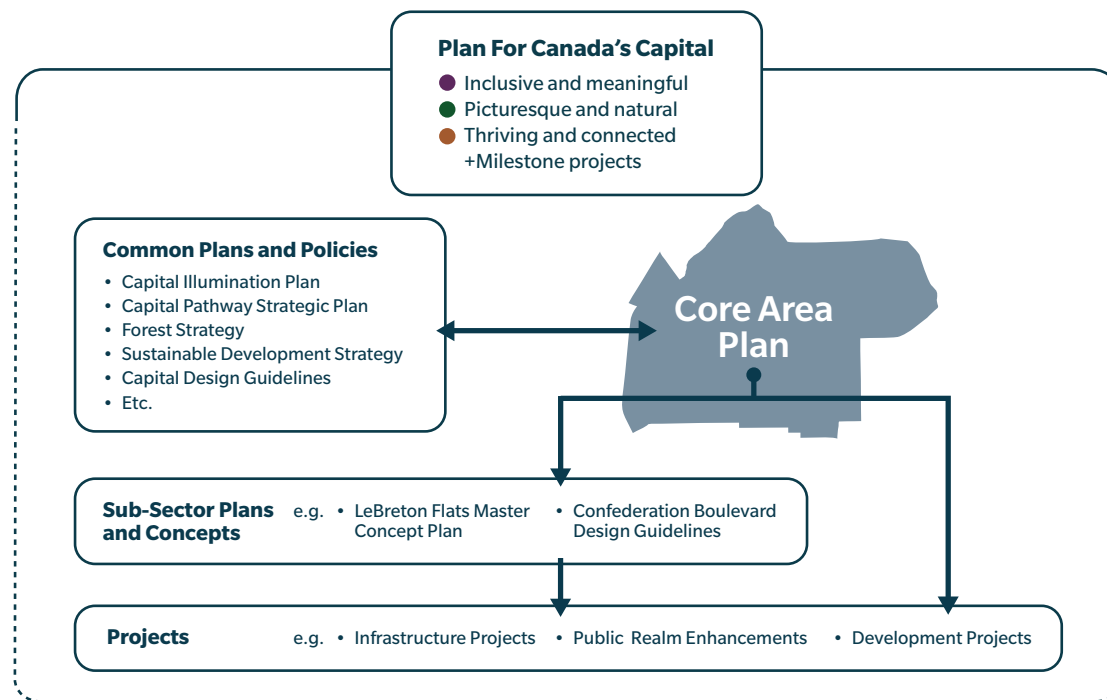 Plan For Canada's Capital
Inclusive and meaningful
Picturesque and natural
Thriving and connected
+Milestone projects
Common Plans and Policies
• Capital Illumination Plan
• Capital Pathway Strategic Plan
• Forest Strategy
• Sustainable Development Strategy
• Capital Design Guidelines
• Etc.
Core Area
Plan
Sub-Sector Plans
and Concepts
e.g.
• LeBreton Flats Master
Concept Plan
• Confederation Boulevard
Design Guidelines
Projects
e.g.
• Infrastructure Projects
• Public Realm Enhancements
• Development Projects